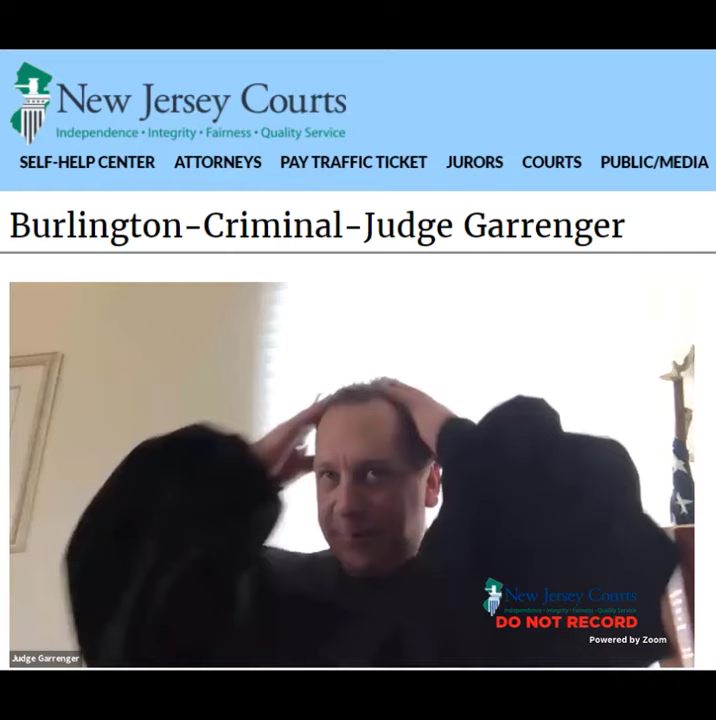 New Jersey Courts
Independence • Integrity • Fairness • Quality Service
SELF-HELP CENTER ATTORNEYS PAY TRAFFIC TICKET JURORS COURTS PUBLIC/MEDIA
Burlington-Criminal-Judge Garrenger
New Jersey Courts
Independence • Integrity • Fairness • Quality Service
DO NOT RECORD
Powered by Zoom
Judge Garrenger